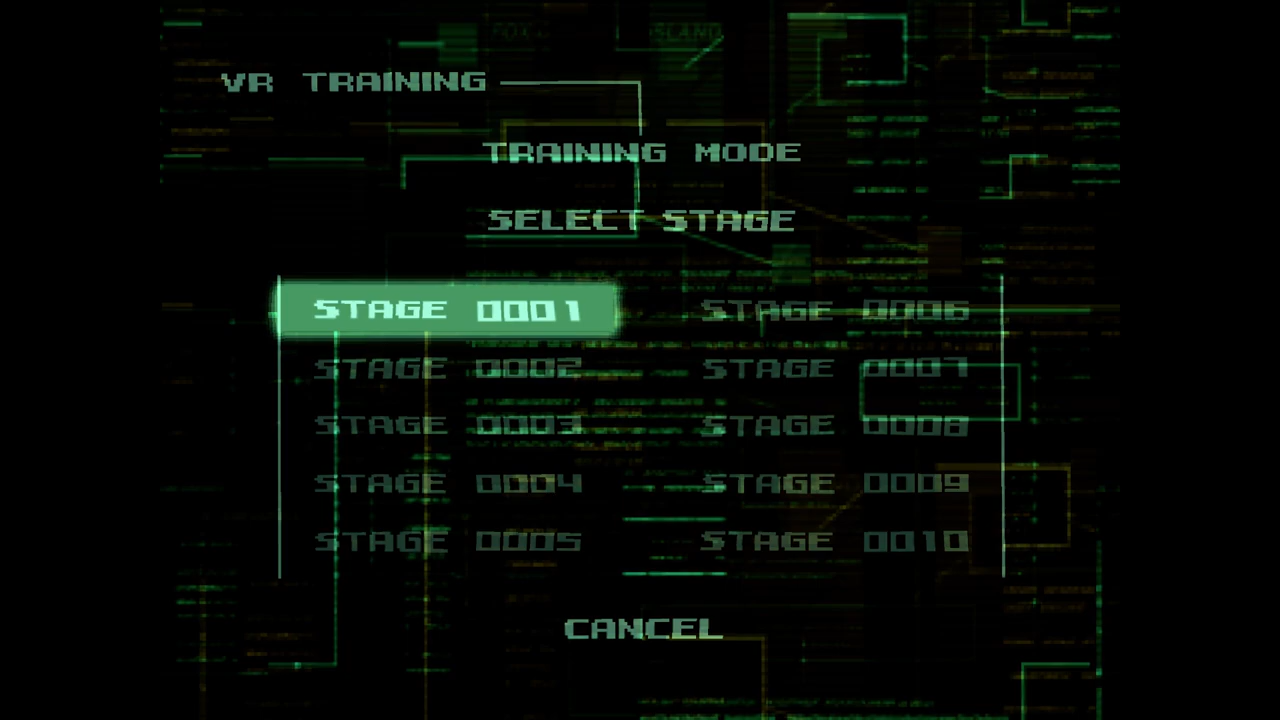 VR TRAINING
TRAINING MODE
SELECT STAGE
STAGE 0001 STAGE 0006
STAGE 0002 STAGE 0007
STAGE 0003 STAGE 0008
STAGE 0004 STAGE 0009
STAGE 0005 STAGE 0010
CANCEL